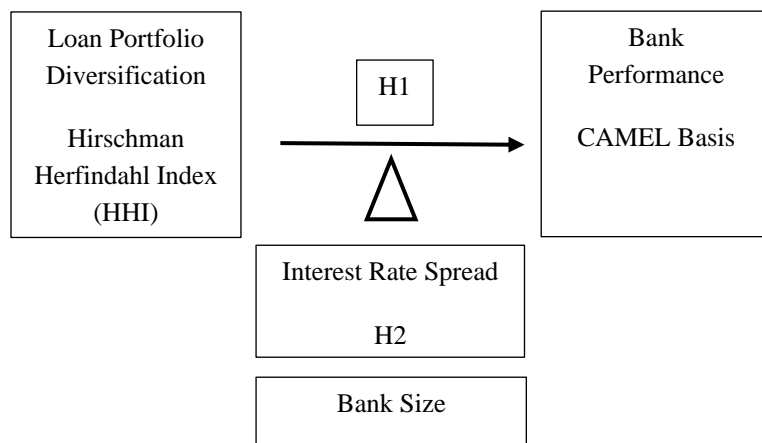 Loan Portfolio
Diversification
Hirschman
Herfindahl Index
(HHI)
H1
Bank
Performance
CAMEL Basis
Interest Rate Spread
H2
Bank Size